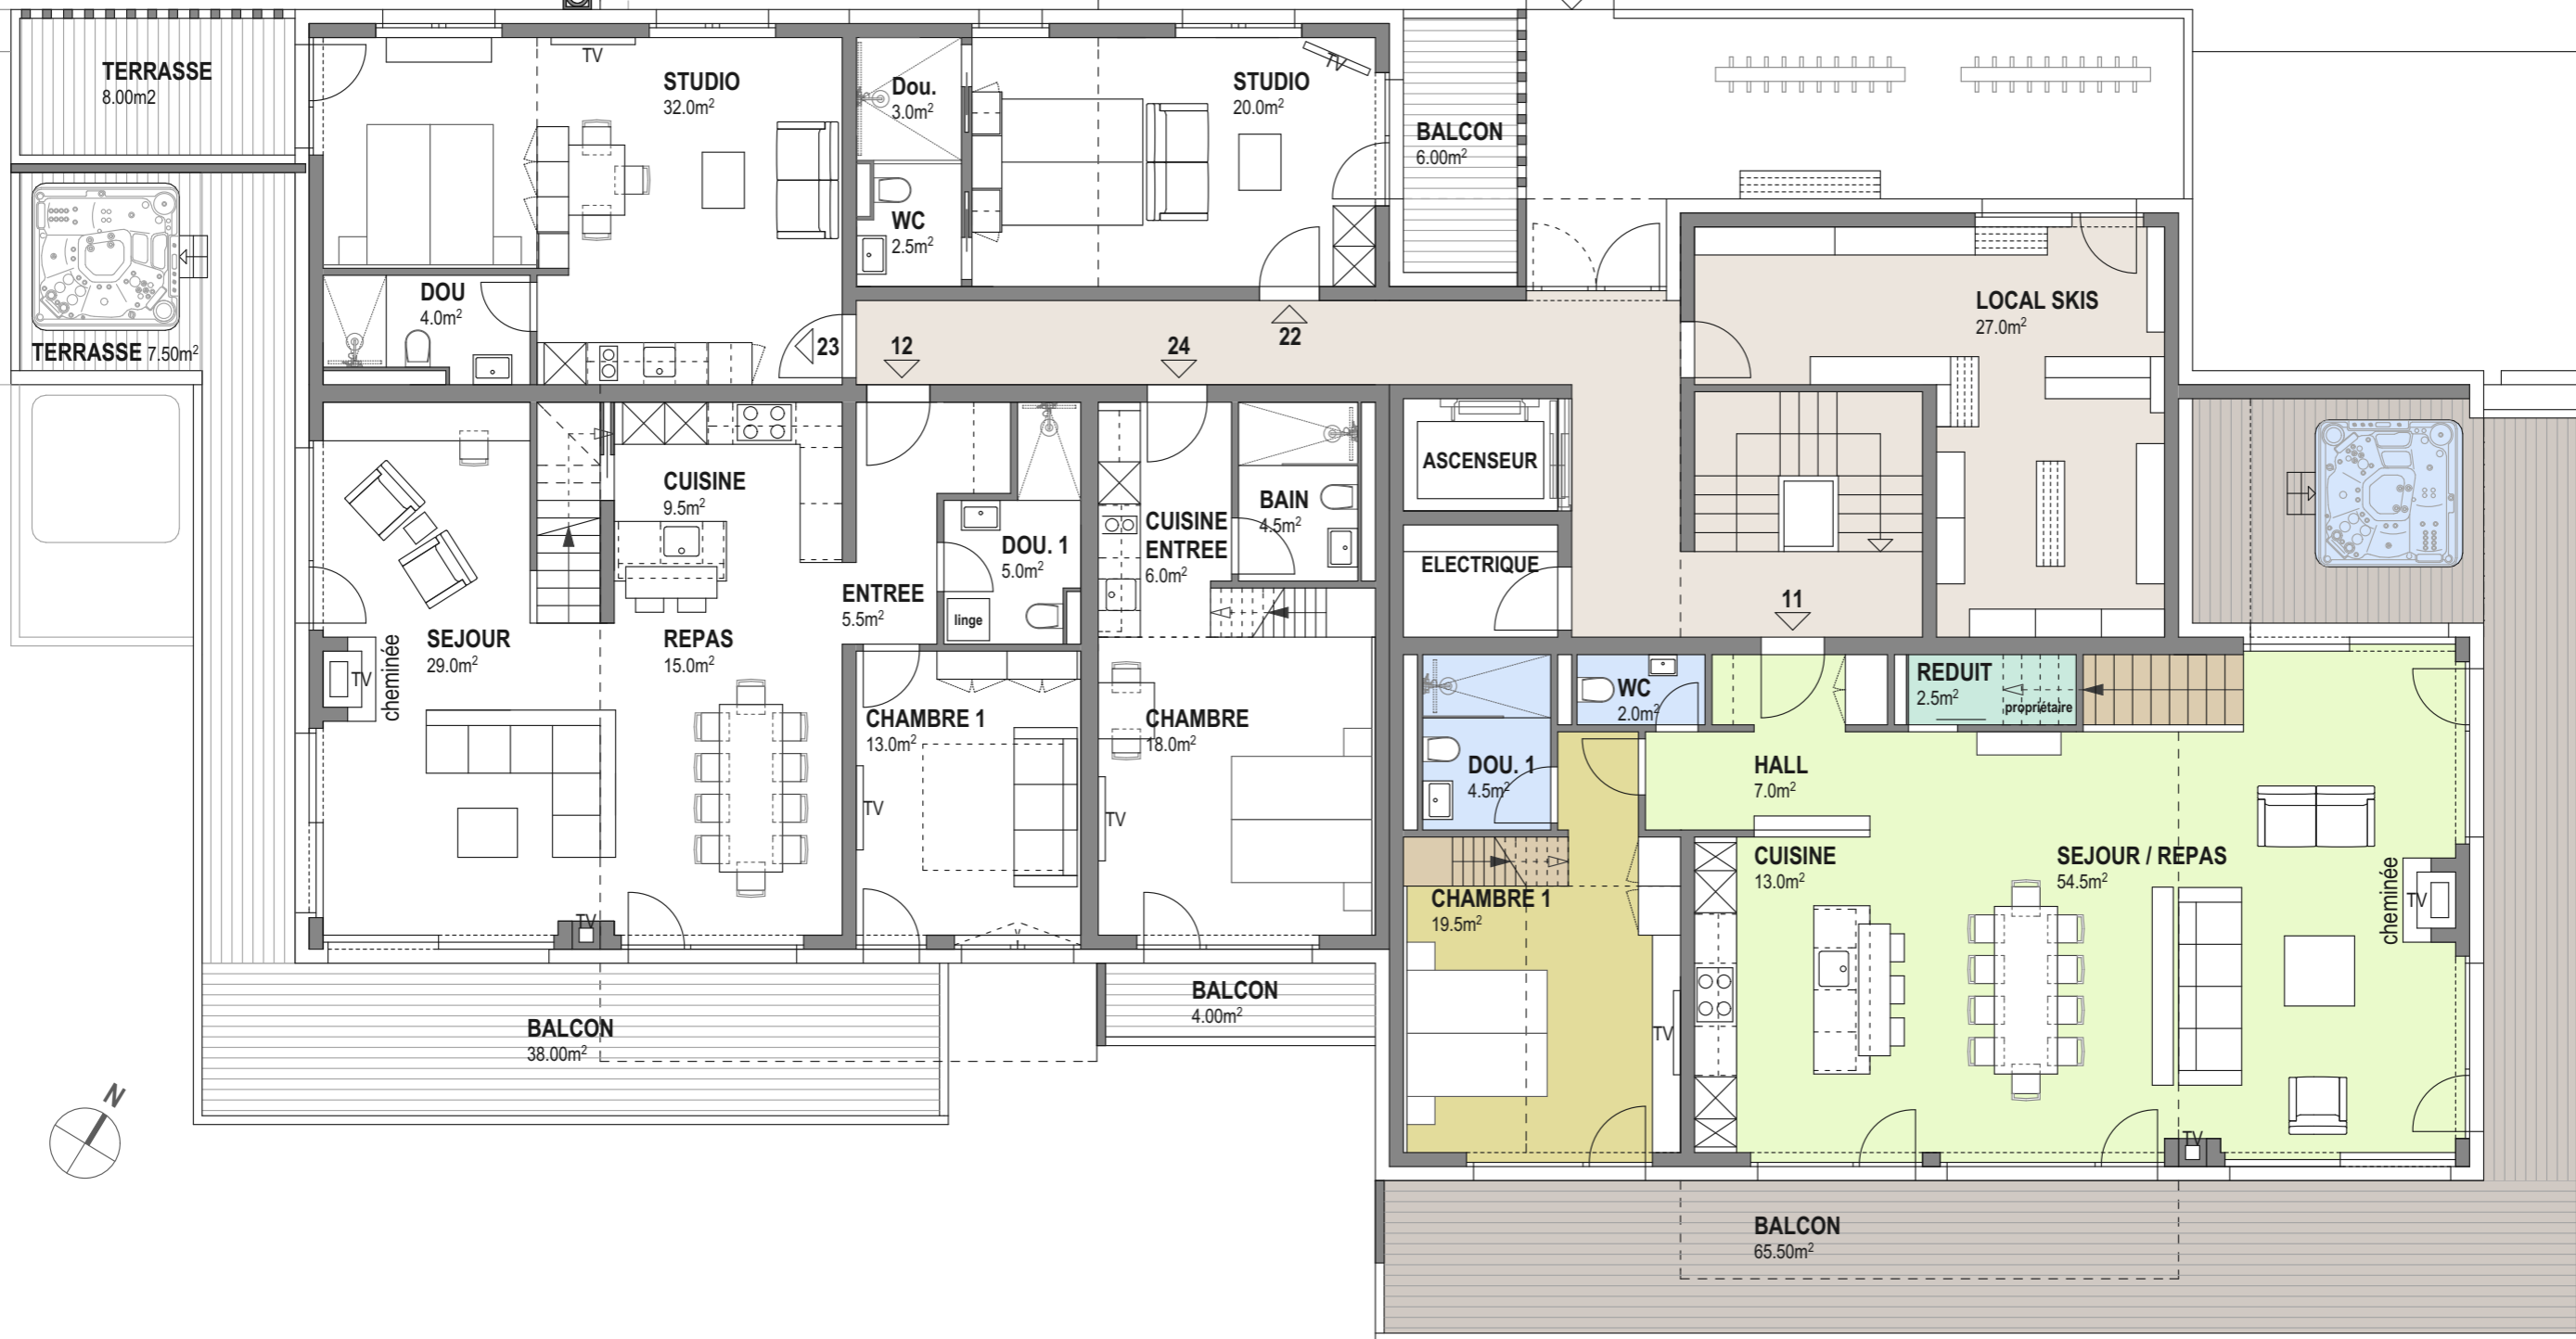 TERRASSE
8.00m2
TV
STUDIO
32.0m²
Dou.
3.0m²
WC
2.5m²
STUDIO
20.0m²
TV
BALCON
6.00m²
TERRASSE 7.50m²
DOU
4.0m²
23
12
24
22
LOCAL SKIS
27.0m²
ASCENSEUR
ELECTRIQUE
11
CUISINE
9.5m²
SEJOUR
29.0m²
REPAS
15.0m²
TV
cheminée
ENTREE
5.5m²
DOU. 1
5.0m²
linge
CUISINE
ENTREE
6.0m²
BAIN
4.5m²
CHAMBRE 1
13.0m²
TV
CHAMBRE
18.0m²
TV
TV
BALCON
38.00m²
BALCON
4.00m²
WC
2.0m²
DOU. 1
4.5m²
REDUIT
2.5m²
propriétaire
HALL
7.0m²
CHAMBRE 1
19.5m²
TV
CUISINE
13.0m²
SEJOUR / REPAS
54.5m²
cheminée
TV
TV
BALCON
65.50m²
N